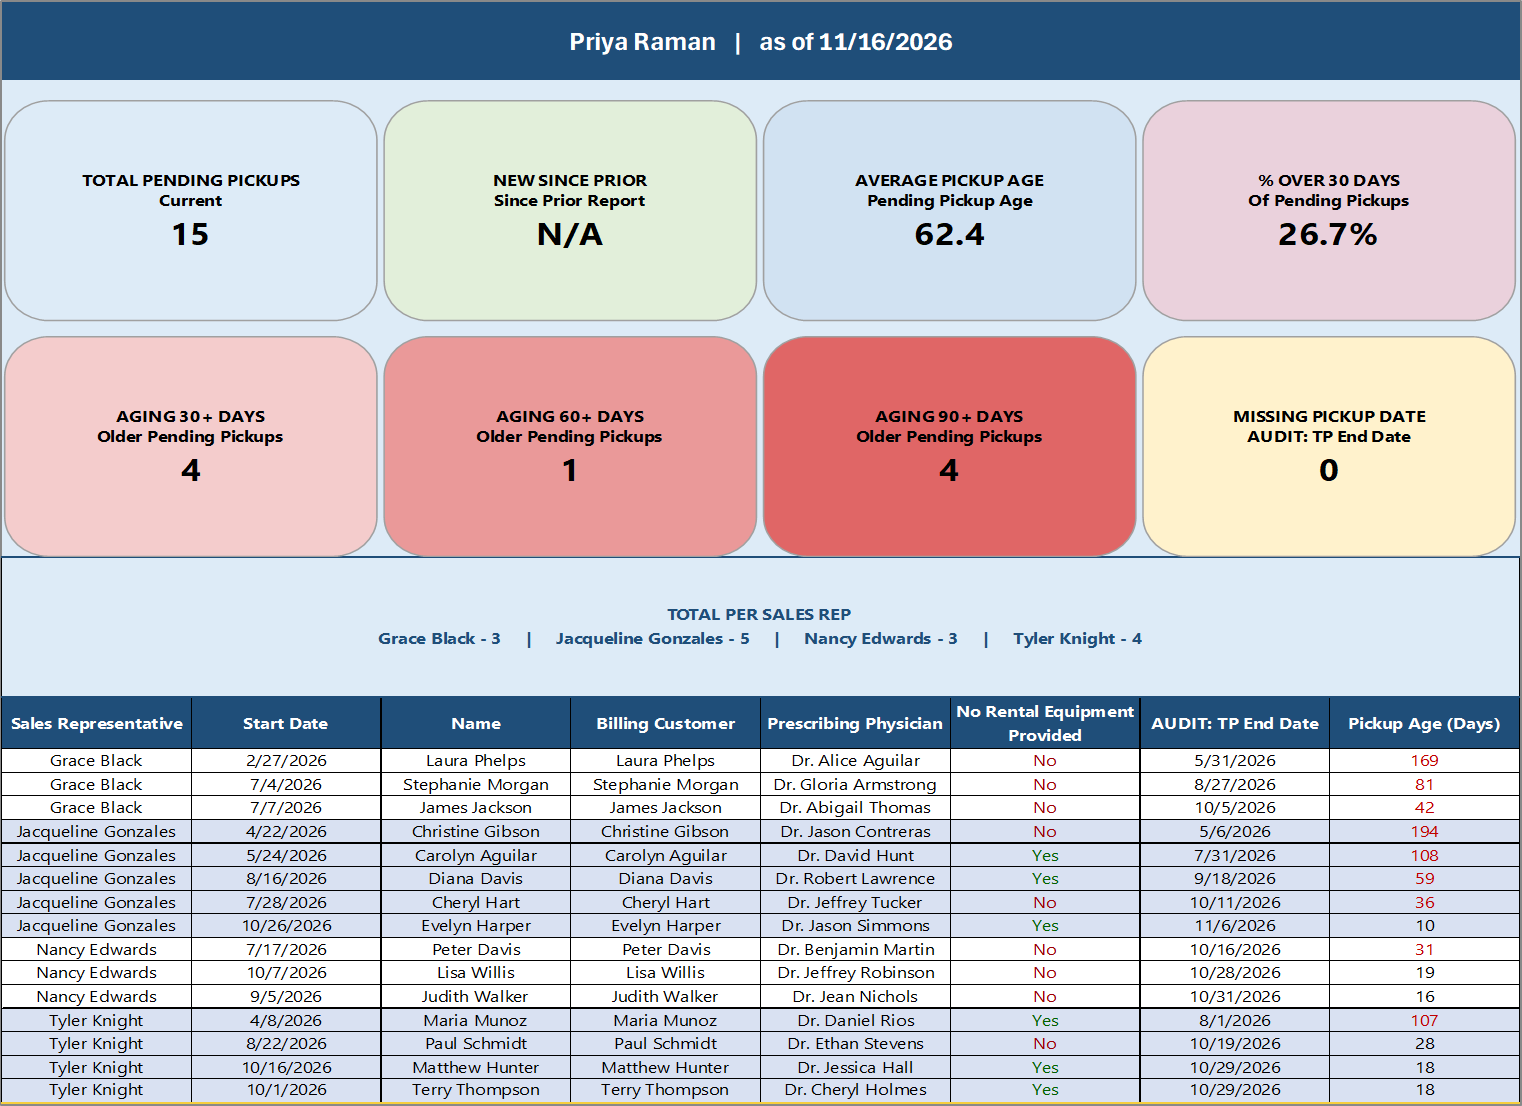 Priya Raman | as of 11/16/2026
TOTAL PENDING PICKUPS
Current
15
NEW SINCE PRIOR
Since Prior Report
N/A
AVERAGE PICKUP AGE
Pending Pickup Age
62.4
% OVER 30 DAYS
Of Pending Pickups
26.7%
AGING 30+ DAYS
Older Pending Pickups
4
AGING 60+ DAYS
Older Pending Pickups
1
AGING 90+ DAYS
Older Pending Pickups
4
MISSING PICKUP DATE
AUDIT: TP End Date
0
TOTAL PER SALES REP
Grace Black - 3 | Jacqueline Gonzales - 5 | Nancy Edwards - 3 | Tyler Knight - 4
Sales Representative Start Date Name Billing Customer Prescribing Physician No Rental Equipment Provided AUDIT: TP End Date Pickup Age (Days)
Grace Black 2/27/2026 Laura Phelps Laura Phelps Dr. Alice Aguilar No 5/31/2026 169
Grace Black 7/4/2026 Stephanie Morgan Stephanie Morgan Dr. Gloria Armstrong No 8/27/2026 81
Grace Black 7/7/2026 James Jackson James Jackson Dr. Abigail Thomas No 10/5/2026 42
Jacqueline Gonzales 4/22/2026 Christine Gibson Christine Gibson Dr. Jason Contreras No 5/6/2026 194
Jacqueline Gonzales 5/24/2026 Carolyn Aguilar Carolyn Aguilar Dr. David Hunt Yes 7/31/2026 108
Jacqueline Gonzales 8/16/2026 Diana Davis Diana Davis Dr. Robert Lawrence Yes 9/18/2026 59
Jacqueline Gonzales 7/28/2026 Cheryl Hart Cheryl Hart Dr. Jeffrey Tucker No 10/11/2026 36
Jacqueline Gonzales 10/26/2026 Evelyn Harper Evelyn Harper Dr. Jason Simmons Yes 11/6/2026 10
Nancy Edwards 7/17/2026 Peter Davis Peter Davis Dr. Benjamin Martin No 10/16/2026 31
Nancy Edwards 10/7/2026 Lisa Willis Lisa Willis Dr. Jeffrey Robinson No 10/28/2026 19
Nancy Edwards 9/5/2026 Judith Walker Judith Walker Dr. Jean Nichols No 10/31/2026 16
Tyler Knight 4/8/2026 Maria Munoz Maria Munoz Dr. Daniel Rios Yes 8/1/2026 107
Tyler Knight 8/22/2026 Paul Schmidt Paul Schmidt Dr. Ethan Stevens No 10/19/2026 28
Tyler Knight 10/16/2026 Matthew Hunter Matthew Hunter Dr. Jessica Hall Yes 10/29/2026 18
Tyler Knight 10/1/2026 Terry Thompson Terry Thompson Dr. Cheryl Holmes Yes 10/29/2026 18